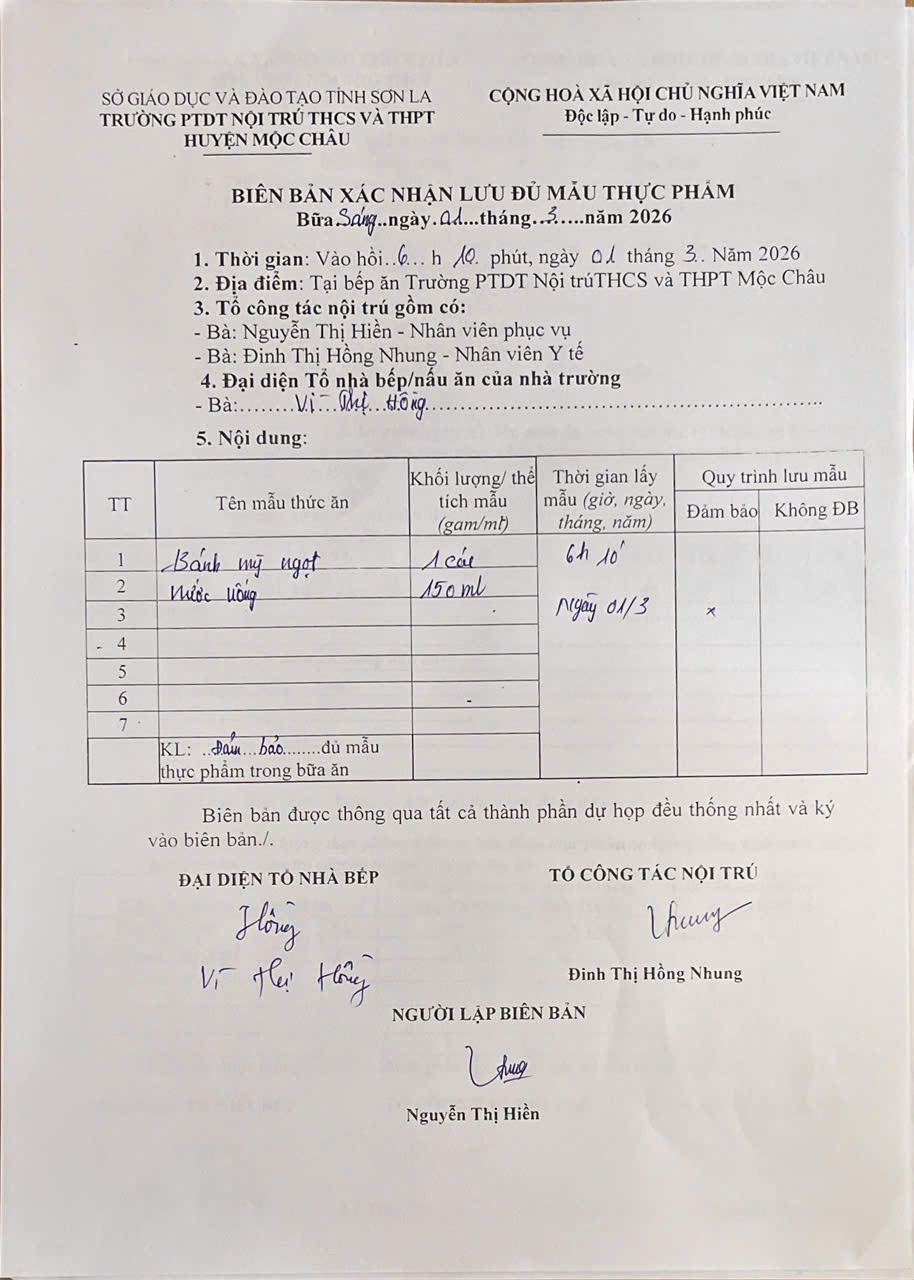 SỞ GIÁO DỤC VÀ ĐÀO TẠO TỈNH SƠN LA
TRƯỜNG PTDT NỘI TRÚ THCS VÀ THPT
HUYỆN MỘC CHÂU
CỘNG HOÀ XÃ HỘI CHỦ NGHĨA VIỆT NAM
Độc lập - Tự do - Hạnh phúc
BIÊN BẢN XÁC NHẬN LƯU ĐỦ MẪU THỰC PHẨM
Bữa Sáng..ngày.01...tháng..3.....năm 2026
1. Thời gian: Vào hồi..6... h 10. phút, ngày 01 tháng 3.. Năm 2026
2. Địa điểm: Tại bếp ăn Trường PTDT Nội trúTHCS và THPT Mộc Châu
3. Tổ công tác nội trú gồm có:
- Bà: Nguyễn Thị Hiền - Nhân viên phục vụ
- Bà: Đinh Thị Hồng Nhung - Nhân viên Y tế
4. Đại diện Tổ nhà bếp/nấu ăn của nhà trường
- Bà:........Vì...Thị...Hồng..........
5. Nội dung:
TT
Tên mẫu thức ăn
Khối lượng/ thể
tích mẫu
(gam/ml)
Thời gian lấy
mẫu (giờ, ngày,
tháng, năm)
Quy trình lưu mẫu
Đảm bảo Không ĐB
1 Bánh mỹ ngọt 1 cái 6h 10'
2 Nước uống 150 ml
3 Ngày 01/3 x
4
5
6
7
KL: ..Đảm...bảo........đủ mẫu
thực phẩm trong bữa ăn
Biên bản được thông qua tất cả thành phần dự họp đều thống nhất và ký
vào biên bản./.
ĐẠI DIỆN TỔ NHÀ BẾP
TỔ CÔNG TÁC NỘI TRÚ
Hồng
Nhung
Vì Thị Hồng
Đinh Thị Hồng Nhung
NGƯỜI LẬP BIÊN BẢN
Nguyễn Thị Hiền